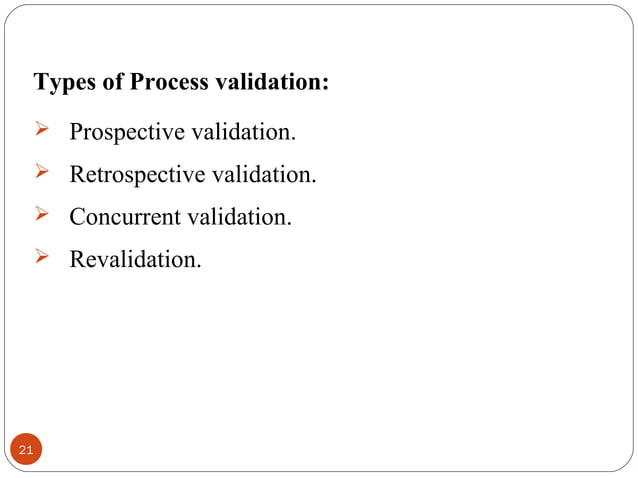 Types of Process validation:
Prospective validation.
Retrospective validation.
Concurrent validation.
Revalidation.
21